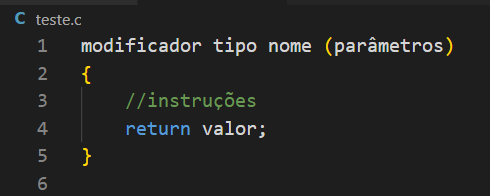 C teste.c
1 modificador tipo nome (parâmetros)
2 {
3 //instruções
4 return valor;
5 }
6